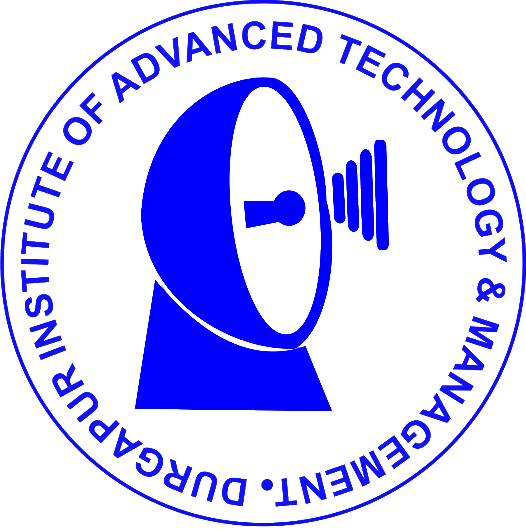 DURGAPUR INSTITUTE OF ADVANCED TECHNOLOGY & MANAGEMENT •